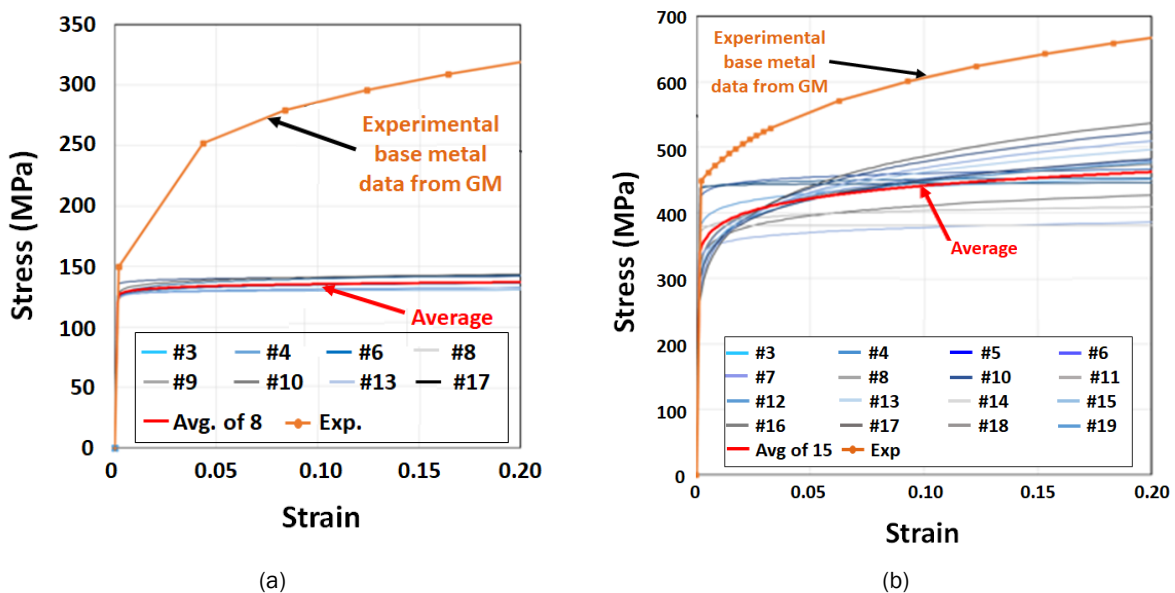 350
300
250
200
150
100
50
0
Stress (MPa)
Experimental
base metal
data from GM
Average
#3 #4 #6 #8
#9 #10 #13 #17
Avg. of 8 Exp.
0 0.05 0.10 0.15 0.20
Strain
(a)
700
600
500
400
300
200
100
0
Stress (MPa)
Experimental
base metal
data from GM
Average
#3 #4 #5 #6
#7 #8 #10 #11
#12 #13 #14 #15
#16 #17 #18 #19
Avg of 15 Exp
0 0.05 0.10 0.15 0.20
Strain
(b)